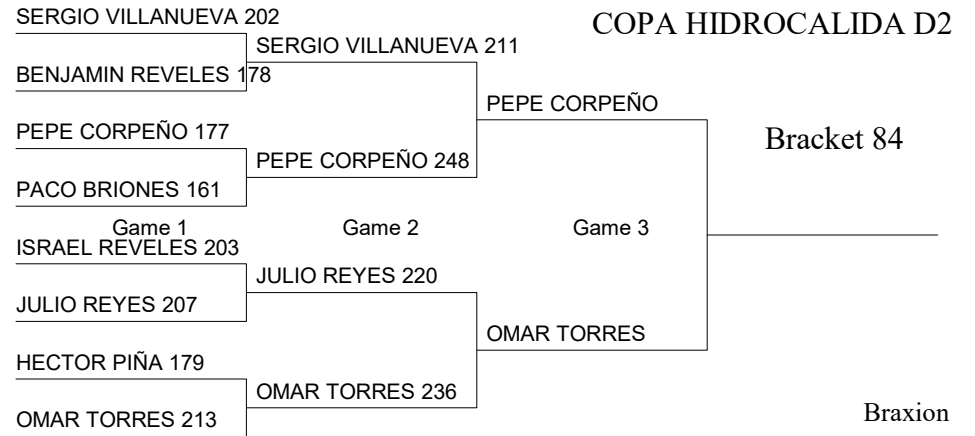 SERGIO VILLANUEVA 202
COPA HIDROCALIDA D2
SERGIO VILLANUEVA 211
BENJAMIN REVELES 178
PEPE CORPEÑO
PEPE CORPEÑO 177
Bracket 84
PEPE CORPEÑO 248
PACO BRIONES 161
Game 1
Game 2
Game 3
ISRAEL REVELES 203
JULIO REYES 220
JULIO REYES 207
OMAR TORRES
HECTOR PIÑA 179
OMAR TORRES 236
OMAR TORRES 213
Braxion